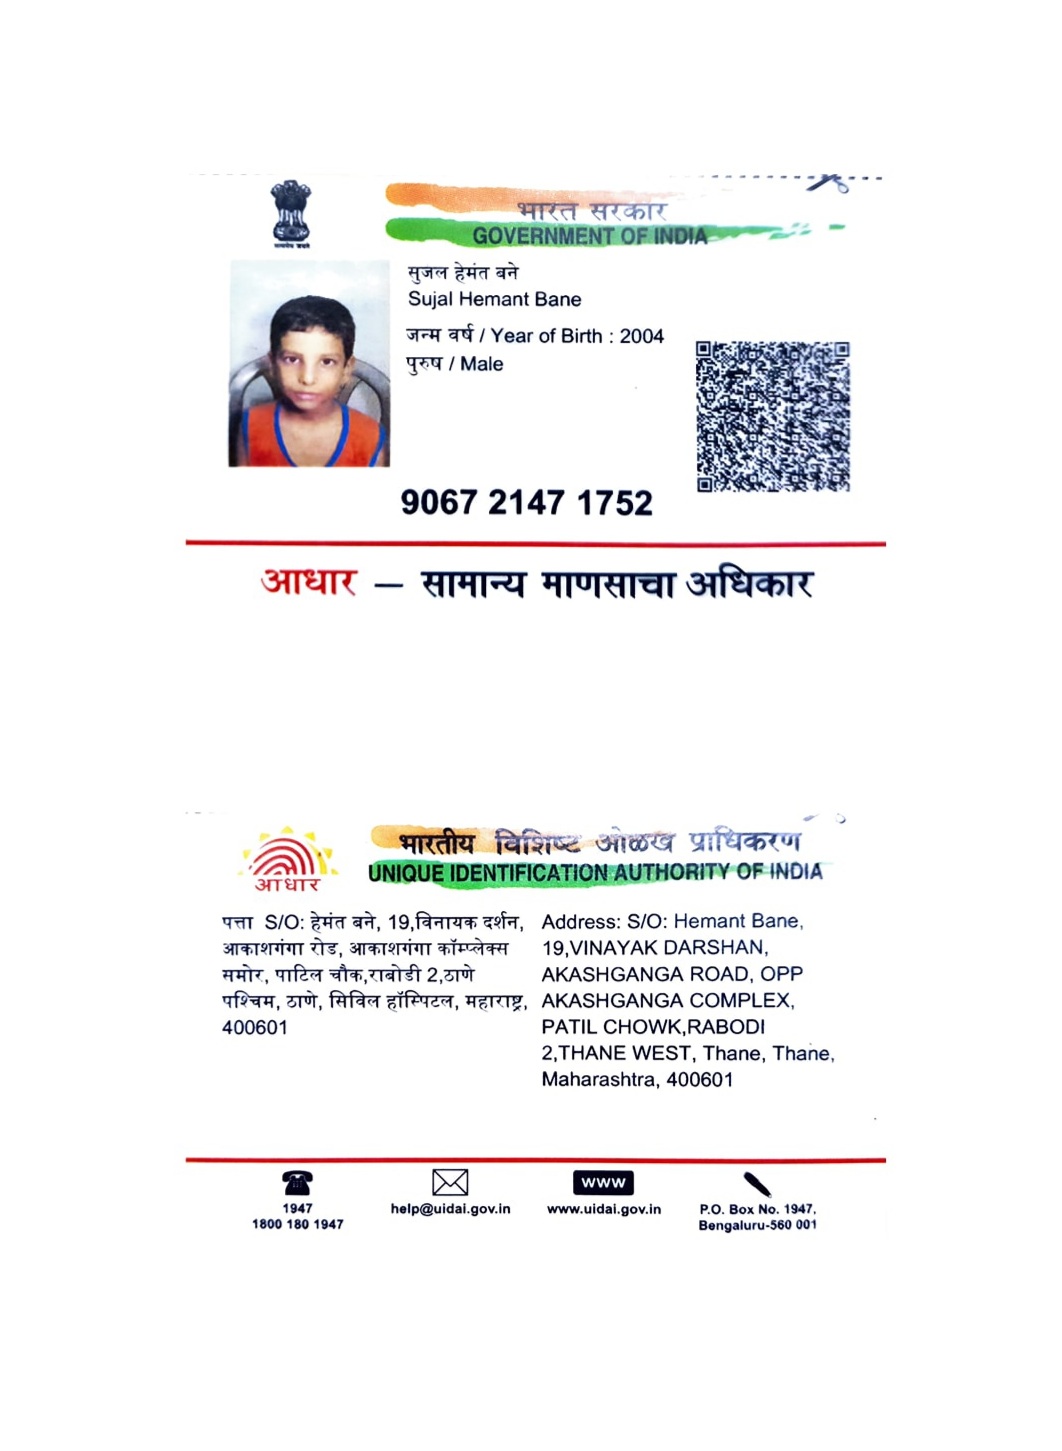 भारत सरकार
GOVERNMENT OF INDIA
सुजल हेमंत बने
Sujal Hemant Bane
जन्म वर्ष / Year of Birth : 2004
पुरुष / Male
9067 2147 1752
आधार – सामान्य माणसाचा अधिकार
भारतीय विशिष्ट ओळख प्राधिकरण
UNIQUE IDENTIFICATION AUTHORITY OF INDIA
आधार
पत्ता S/O: हेमंत बने, 19,विनायक दर्शन,
आकाशगंगा रोड, आकाशगंगा कॉम्प्लेक्स
समोर, पाटिल चौक,राबोडी 2,ठाणे
पश्चिम, ठाणे, सिविल हॉस्पिटल, महाराष्ट्र,
400601
Address: S/O: Hemant Bane,
19,VINAYAK DARSHAN,
AKASHGANGA ROAD, OPP
AKASHGANGA COMPLEX,
PATIL CHOWK,RABODI
2,THANE WEST, Thane, Thane,
Maharashtra, 400601
1947
1800 180 1947
help@uidai.gov.in
www
www.uidai.gov.in
P.O. Box No. 1947,
Bengaluru-560 001